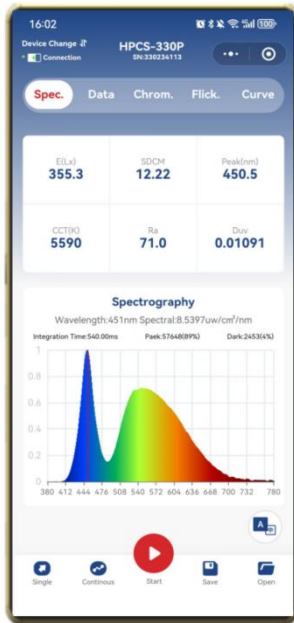 16:02
100
Device Change
HPCS-330P
Connection
SN:330234113
Spec. Data Chrom. Flick. Curve
E(Lx) SDCM Peak(nm)
355.3 12.22 450.5
CCT(K) Ra Duv
5590 71.0 0.01091
Spectrography
Wavelength:451nm Spectral:8.5397uw/cm²/nm
Integration Time:540.00ms Paek:57648(89%) Dark:2453(4%)
1
0.8
0.6
0.4
0.2
0
380 412 444 476 508 540 572 604 636 668 700 732 780
A
Single Continous Start Save Open